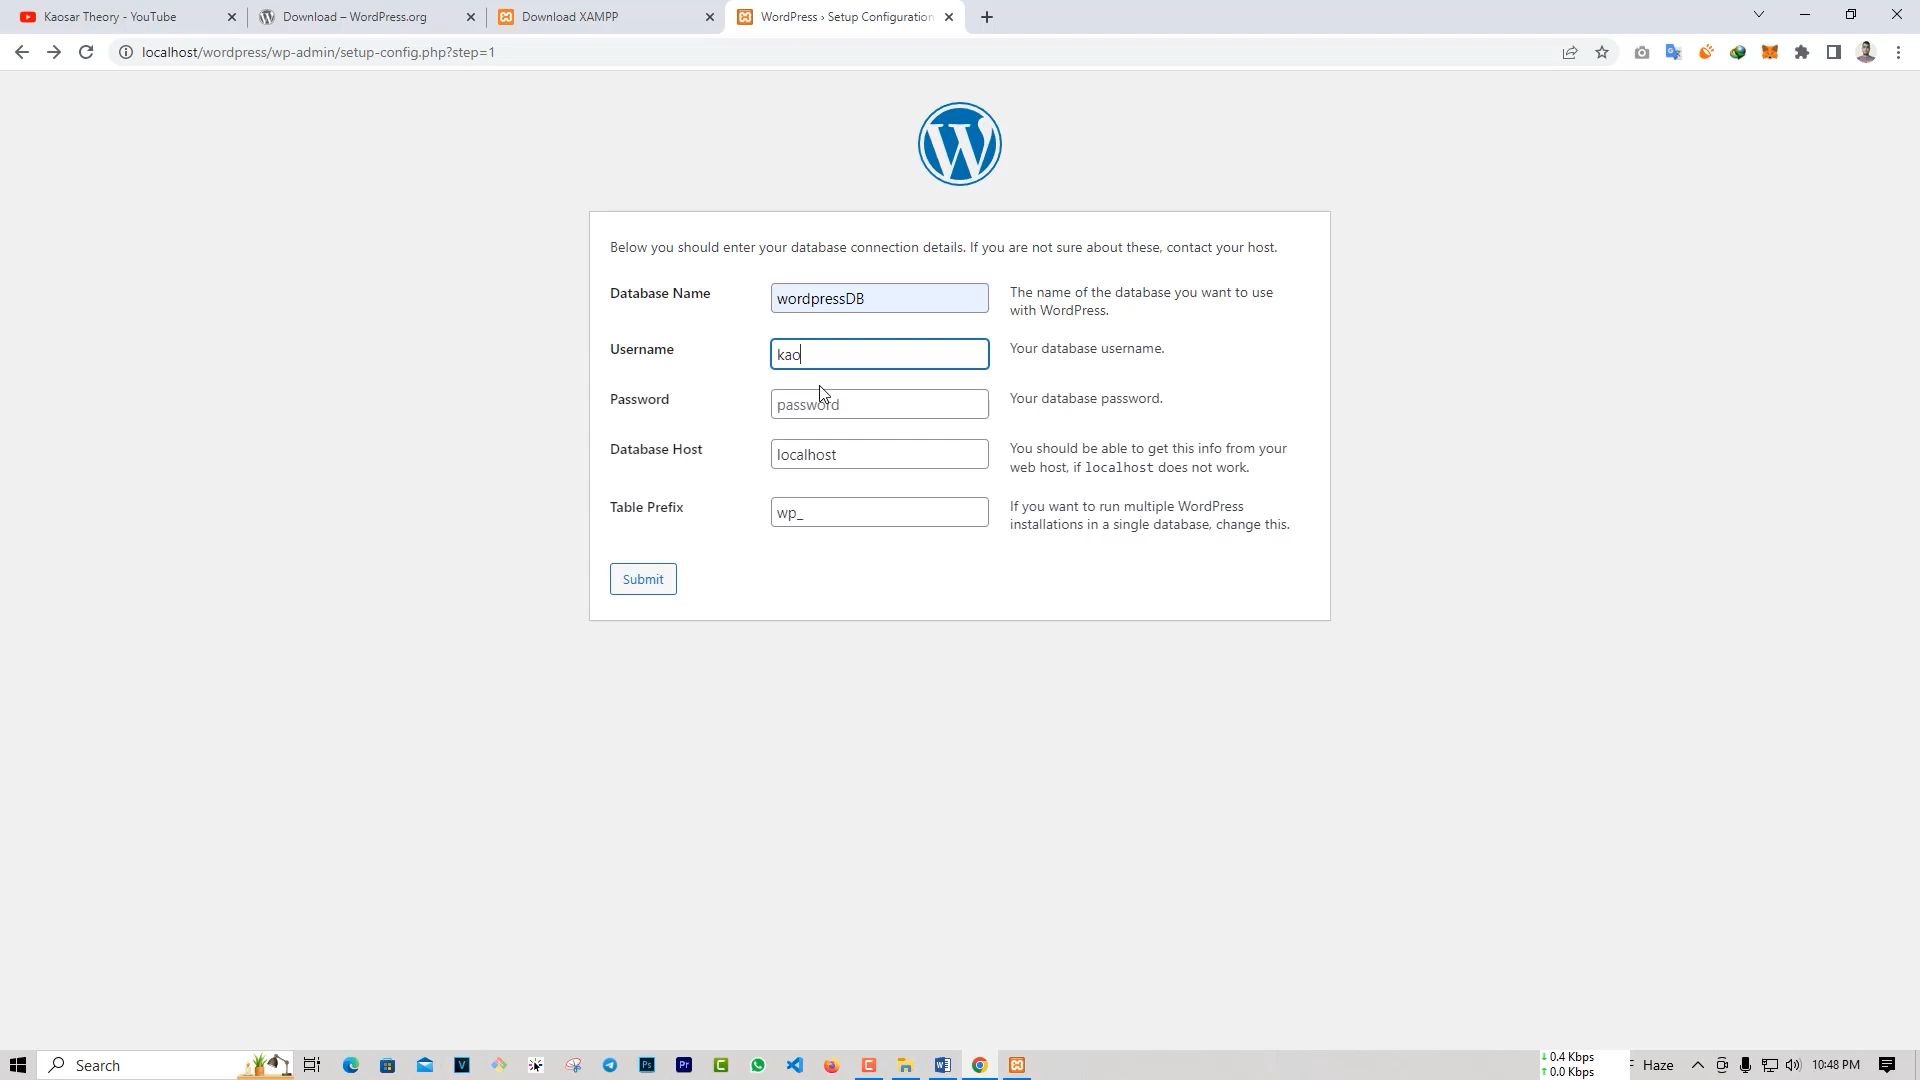 Kaosar Theory - YouTube
Download – WordPress.org
Download XAMPP
WordPress › Setup Configuration
localhost/wordpress/wp-admin/setup-config.php?step=1
Below you should enter your database connection details. If you are not sure about these, contact your host.
Database Name
wordpressDB
The name of the database you want to use
with WordPress.
Username
kao
Your database username.
Password
password
Your database password.
Database Host
localhost
You should be able to get this info from your
web host, if localhost does not work.
Table Prefix
wp_
If you want to run multiple WordPress
installations in a single database, change this.
Submit
Search
0.4 Kbps
0.0 Kbps
Haze
10:48 PM